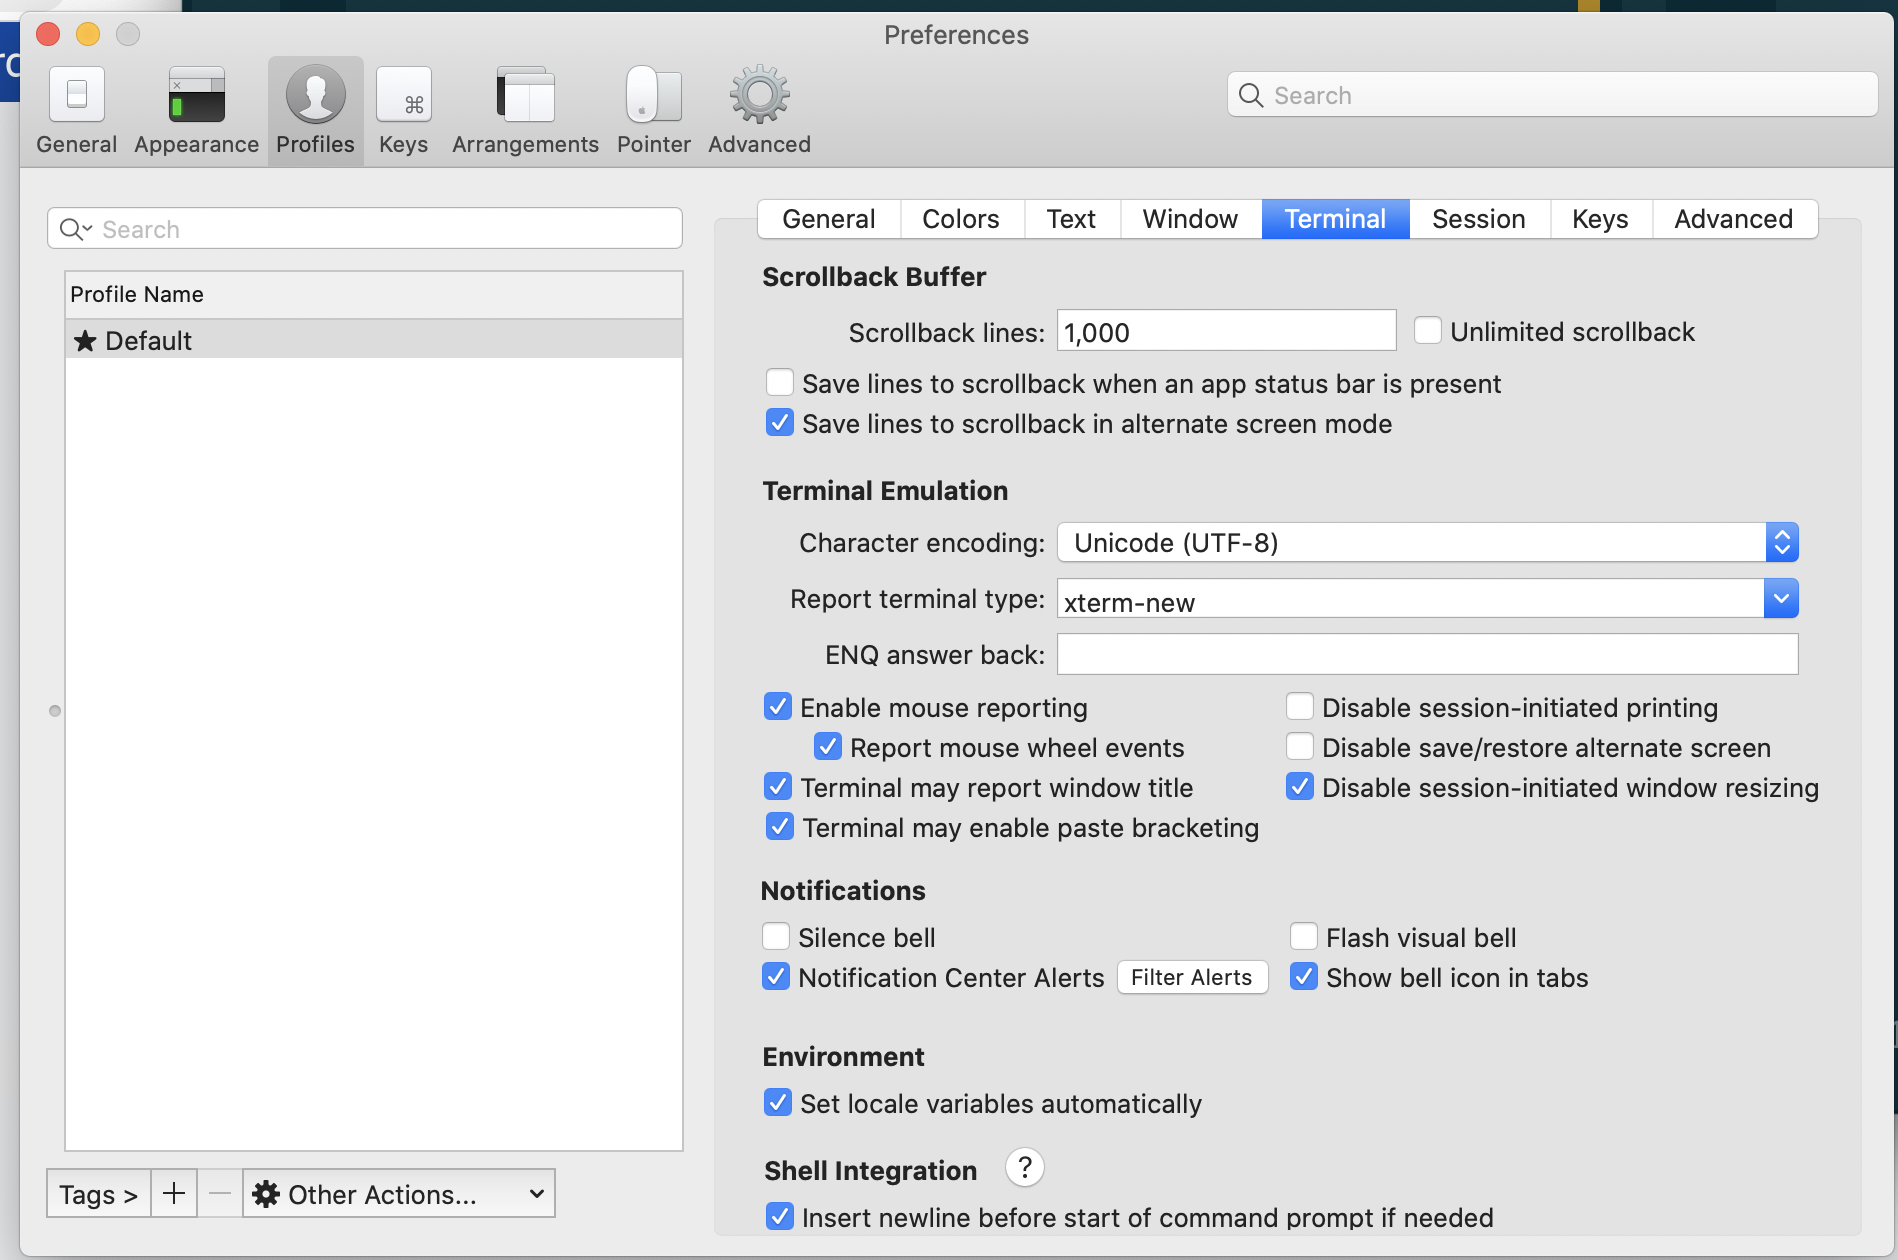 Preferences
General Appearance Profiles Keys Arrangements Pointer Advanced
Search
Search
Profile Name
★ Default
Tags > + − Other Actions...
General Colors Text Window Terminal Session Keys Advanced
Scrollback Buffer
Scrollback lines: 1,000 Unlimited scrollback
Save lines to scrollback when an app status bar is present
Save lines to scrollback in alternate screen mode
Terminal Emulation
Character encoding: Unicode (UTF-8)
Report terminal type: xterm-new
ENQ answer back:
Enable mouse reporting Disable session-initiated printing
Report mouse wheel events Disable save/restore alternate screen
Terminal may report window title Disable session-initiated window resizing
Terminal may enable paste bracketing
Notifications
Silence bell Flash visual bell
Notification Center Alerts Filter Alerts Show bell icon in tabs
Environment
Set locale variables automatically
Shell Integration ?
Insert newline before start of command prompt if needed